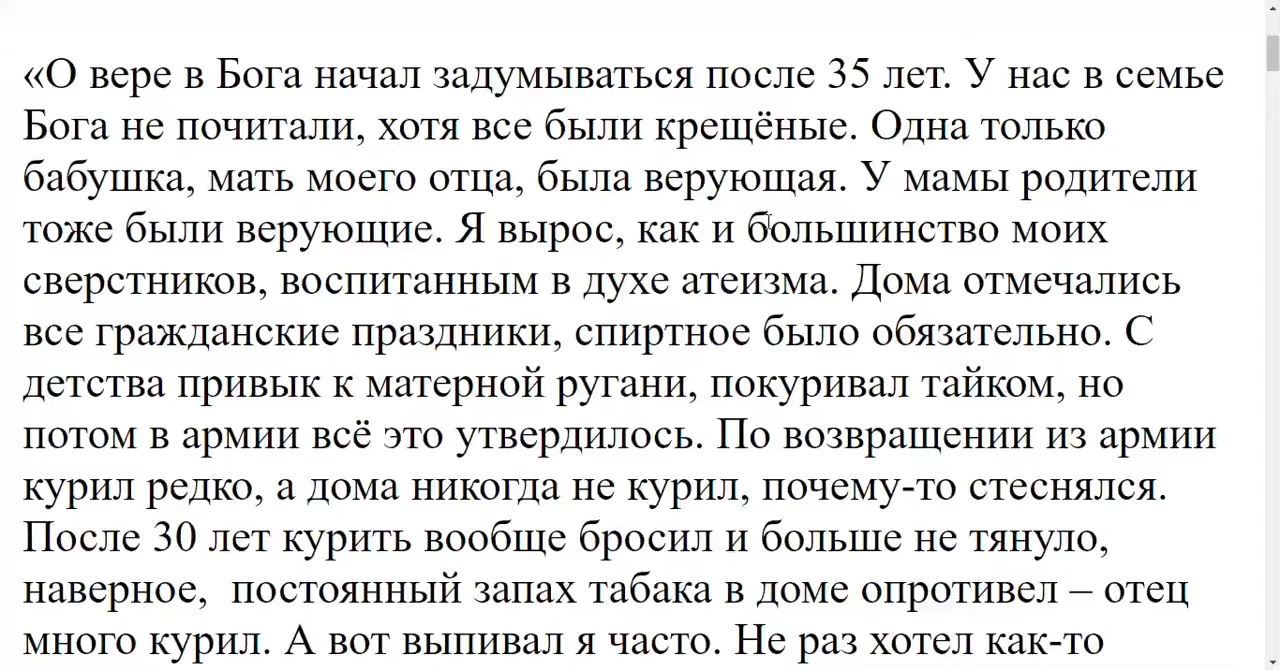 «О вере в Бога начал задумываться после 35 лет. У нас в семье
Бога не почитали, хотя все были крещёные. Одна только
бабушка, мать моего отца, была верующая. У мамы родители
тоже были верующие. Я вырос, как и большинство моих
сверстников, воспитанным в духе атеизма. Дома отмечались
все гражданские праздники, спиртное было обязательно. С
детства привык к матерной ругани, покуривал тайком, но
потом в армии всё это утвердилось. По возвращении из армии
курил редко, а дома никогда не курил, почему-то стеснялся.
После 30 лет курить вообще бросил и больше не тянуло,
наверное,  постоянный запах табака в доме опротивел – отец
много курил. А вот выпивал я часто. Не раз хотел как-то